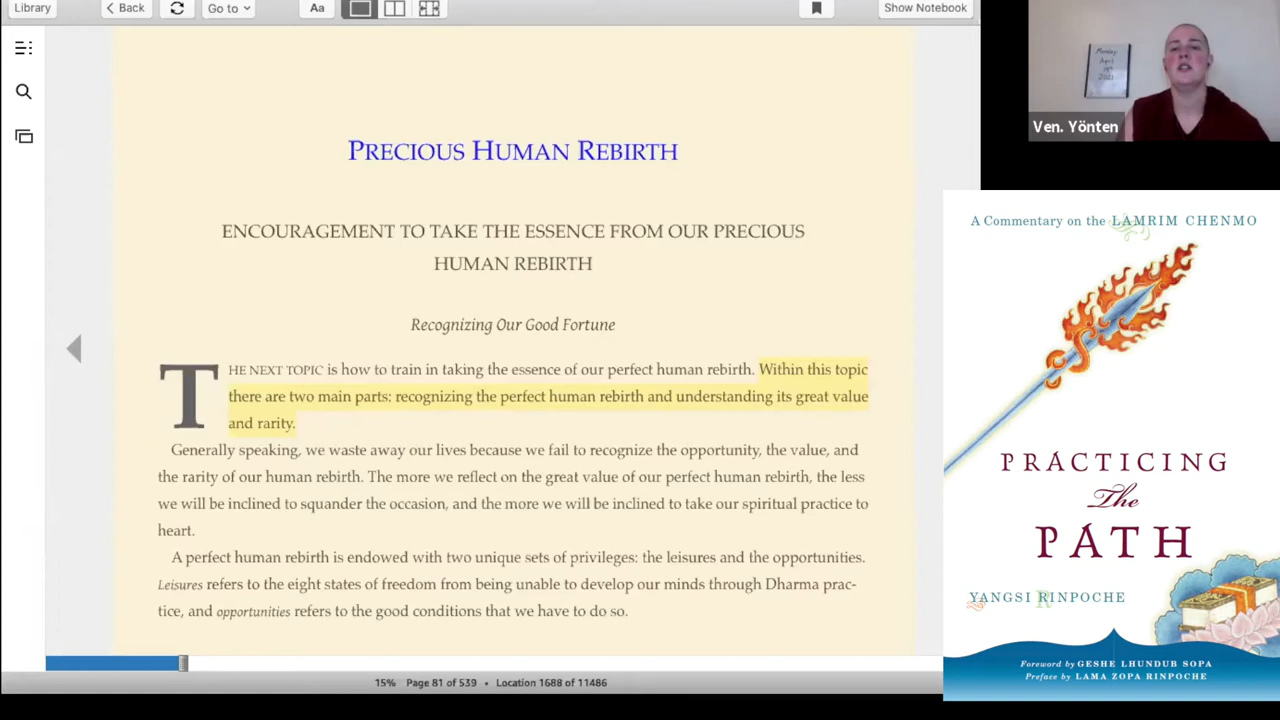 Library
Back
Go to
Aa
Show Notebook
PRECIOUS HUMAN REBIRTH
ENCOURAGEMENT TO TAKE THE ESSENCE FROM OUR PRECIOUS
HUMAN REBIRTH
Recognizing Our Good Fortune
THE NEXT TOPIC is how to train in taking the essence of our perfect human rebirth. Within this topic
there are two main parts: recognizing the perfect human rebirth and understanding its great value
and rarity.
Generally speaking, we waste away our lives because we fail to recognize the opportunity, the value, and
the rarity of our human rebirth. The more we reflect on the great value of our perfect human rebirth, the less
we will be inclined to squander the occasion, and the more we will be inclined to take our spiritual practice to
heart.
A perfect human rebirth is endowed with two unique sets of privileges: the leisures and the opportunities.
Leisures refers to the eight states of freedom from being unable to develop our minds through Dharma prac-
tice, and opportunities refers to the good conditions that we have to do so.
15% Page 81 of 539 • Location 1688 of 11486
Monday
April
19th
2021
Ven. Yönten
A Commentary on the LAMRIM CHENMO
PRACTICING
The
PATH
YANGSI RINPOCHE
Foreword by GESHE LHUNDUB SOPA
Preface by LAMA ZOPA RINPOCHE